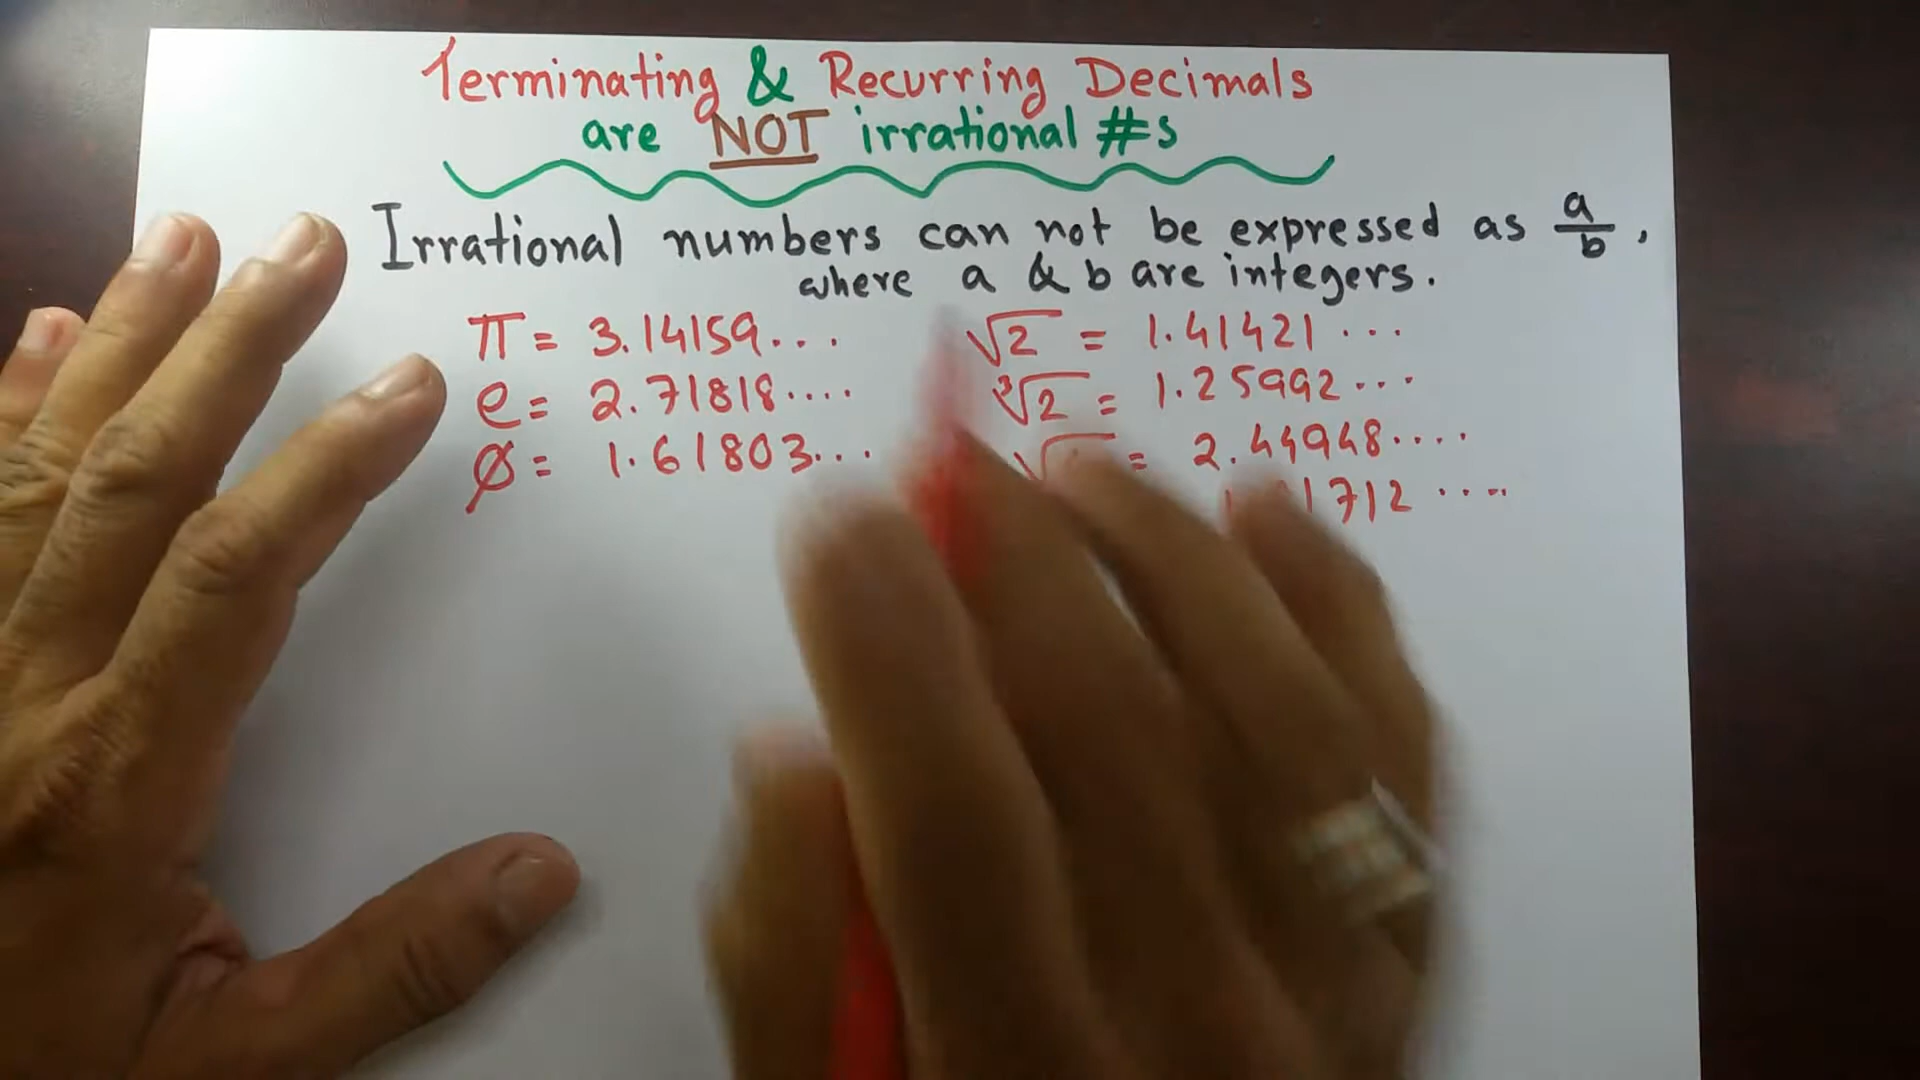 Terminating & Recurring Decimals
are NOT irrational #s
Irrational numbers can not be expressed as a/b,
where a & b are integers.
π = 3.14159...
e = 2.71818....
ø = 1.61803...
√2 = 1.41421...
∛2 = 1.25992...
= 2.44948....
712....